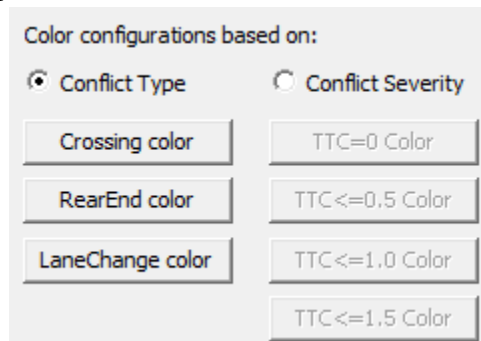 Color configurations based on:
Conflict Type Conflict Severity
Crossing color TTC=0 Color
RearEnd color TTC<=0.5 Color
LaneChange color TTC<=1.0 Color
TTC<=1.5 Color